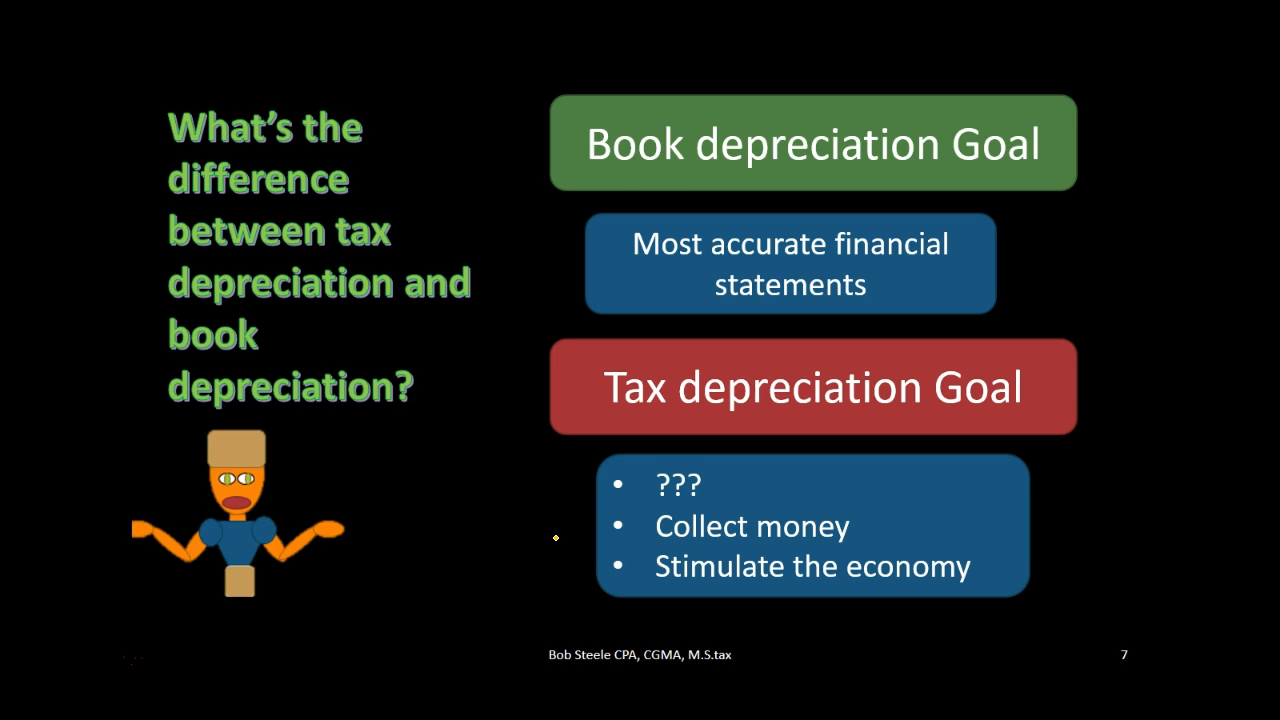 What's the
difference
between tax
depreciation and
book
depreciation?
Book depreciation Goal
Most accurate financial
statements
Tax depreciation Goal
• ???
• Collect money
• Stimulate the economy
Bob Steele CPA, CGMA, M.S.tax
7